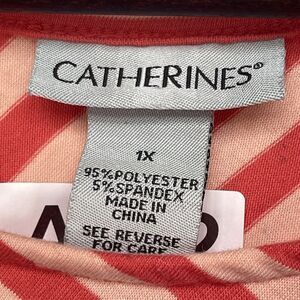 CATHERINES®
1X
95% POLYESTER
5% SPANDEX
MADE IN
CHINA
SEE REVERSE
FOR CARE